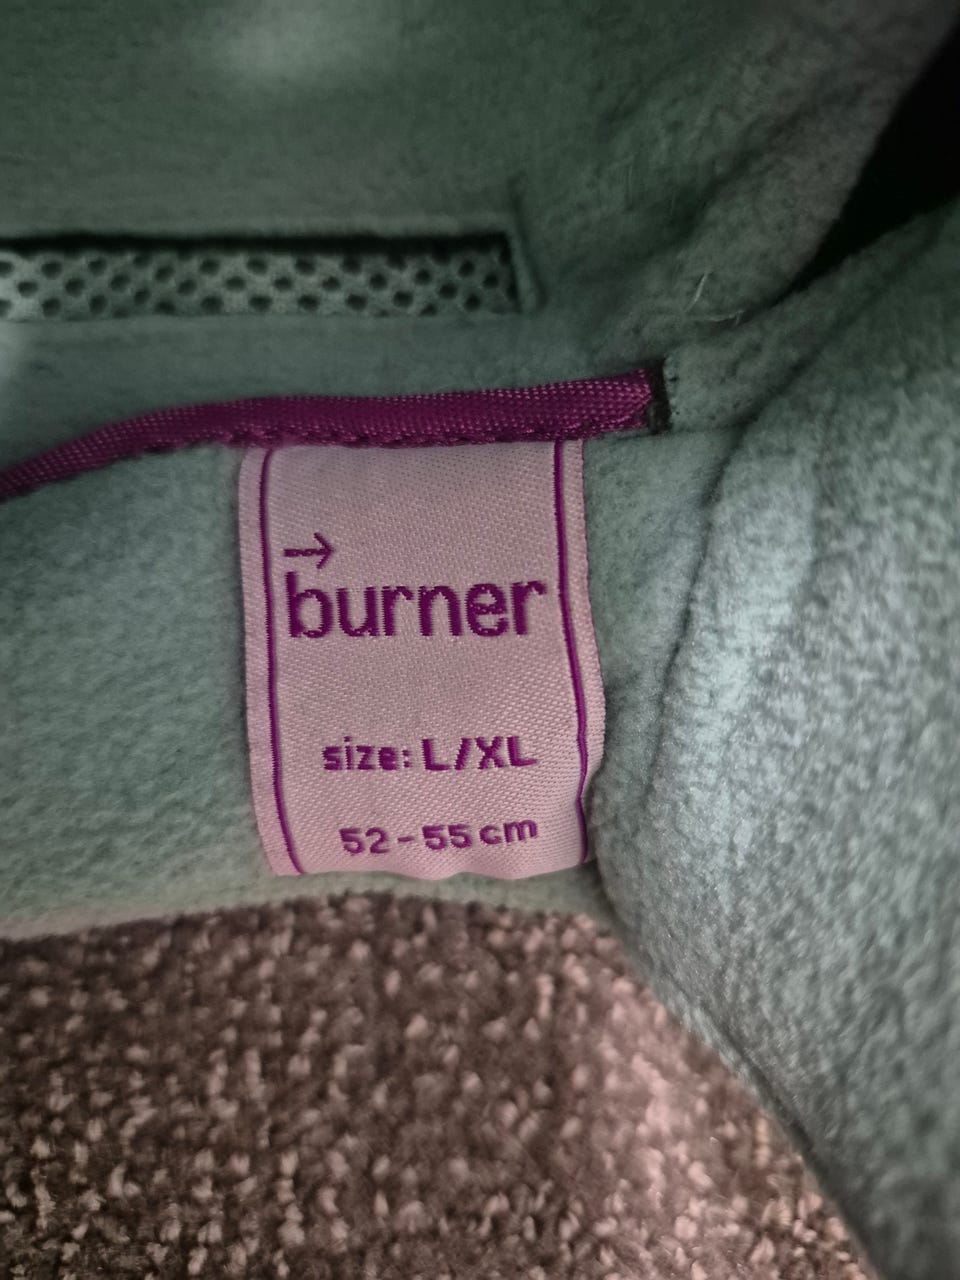 →
burner
size: L/XL
52-55 cm